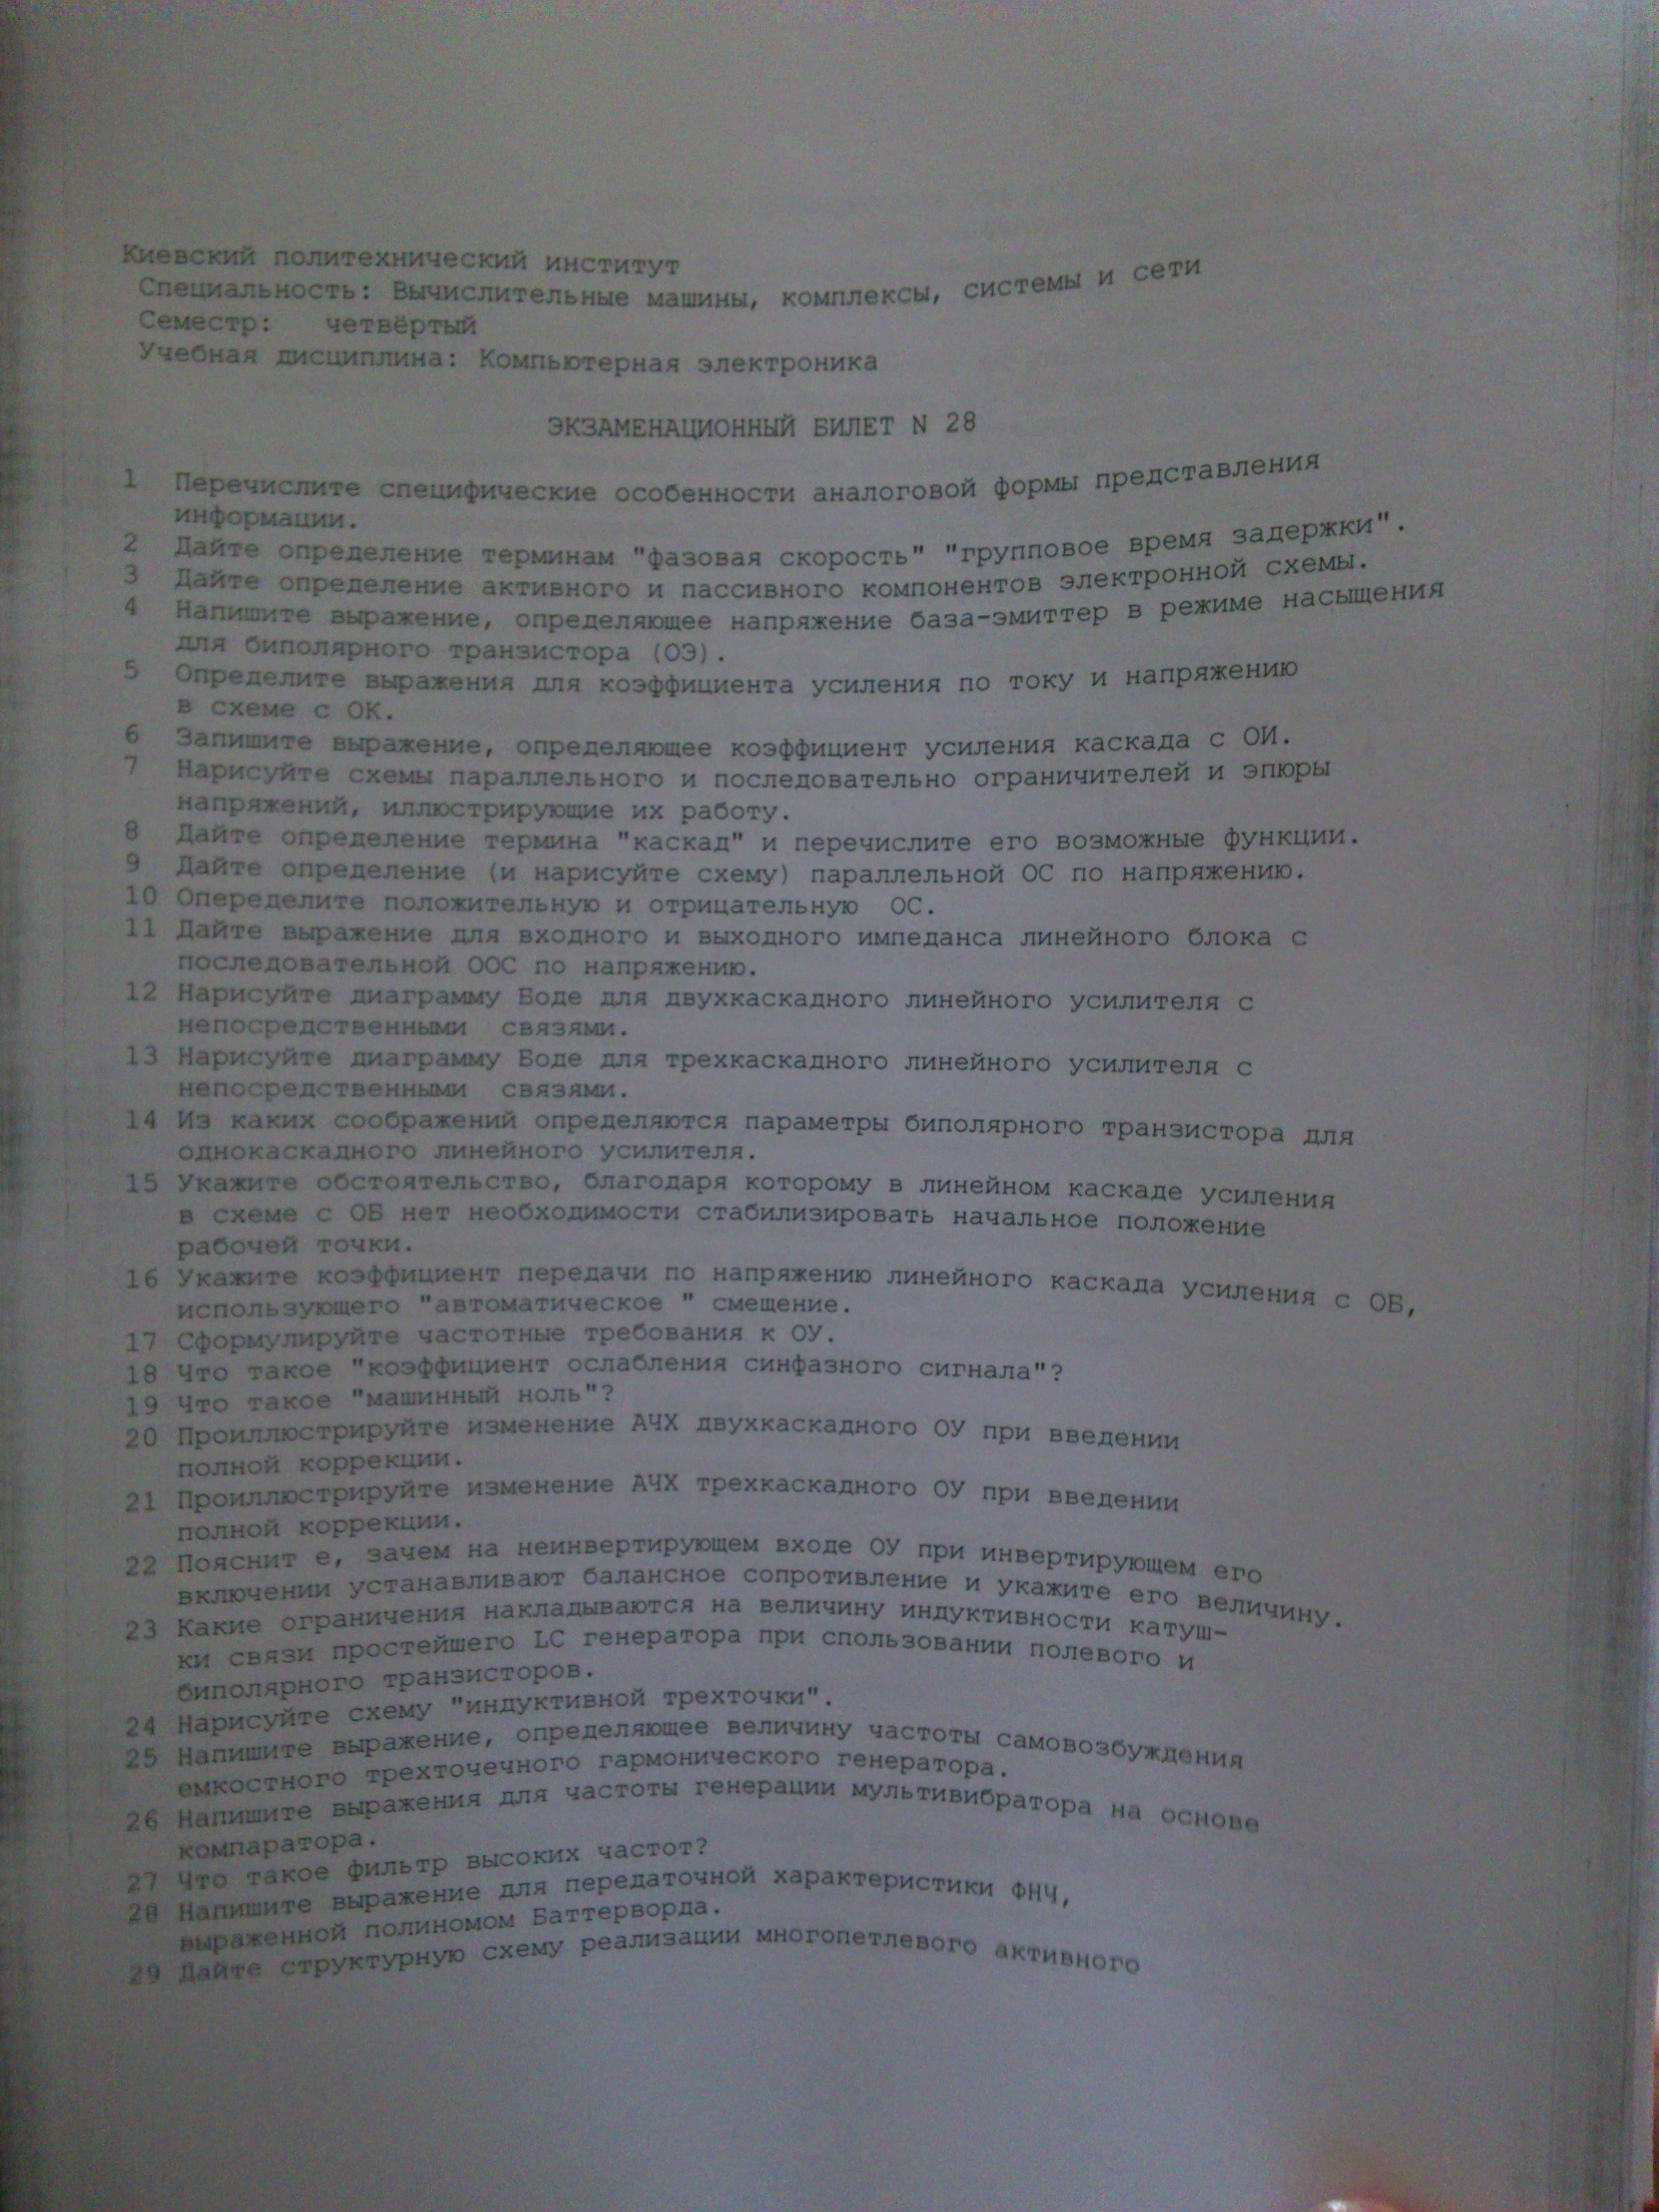 Киевский политехнический институт
Специальность: Вычислительные машины, комплексы, системы и сети
Семестр: четвёртый
Учебная дисциплина: Компьютерная электроника
ЭКЗАМЕНАЦИОННЫЙ БИЛЕТ N 28
1 Перечислите специфические особенности аналоговой формы представления
информации.
2 Дайте определение терминам "фазовая скорость" "групповое время задержки".
3 Дайте определение активного и пассивного компонентов электронной схемы.
4 Напишите выражение, определяющее напряжение база-эмиттер в режиме насыщения
для биполярного транзистора (ОЭ).
5 Определите выражения для коэффициента усиления по току и напряжению
в схеме с ОК.
6 Запишите выражение, определяющее коэффициент усиления каскада с ОИ.
7 Нарисуйте схемы параллельного и последовательно ограничителей и эпюры
напряжений, иллюстрирующие их работу.
8 Дайте определение термина "каскад" и перечислите его возможные функции.
9 Дайте определение (и нарисуйте схему) параллельной ОС по напряжению.
10 Опеределите положительную и отрицательную ОС.
11 Дайте выражение для входного и выходного импеданса линейного блока с
последовательной ООС по напряжению.
12 Нарисуйте диаграмму Боде для двухкаскадного линейного усилителя с
непосредственными связями.
13 Нарисуйте диаграмму Боде для трехкаскадного линейного усилителя с
непосредственными связями.
14 Из каких соображений определяются параметры биполярного транзистора для
однокаскадного линейного усилителя.
15 Укажите обстоятельство, благодаря которому в линейном каскаде усиления
в схеме с ОБ нет необходимости стабилизировать начальное положение
рабочей точки.
16 Укажите коэффициент передачи по напряжению линейного каскада усиления с ОБ,
использующего "автоматическое " смещение.
17 Сформулируйте частотные требования к ОУ.
18 Что такое "коэффициент ослабления синфазного сигнала"?
19 Что такое "машинный ноль"?
20 Проиллюстрируйте изменение АЧХ двухкаскадного ОУ при введении
полной коррекции.
21 Проиллюстрируйте изменение АЧХ трехкаскадного ОУ при введении
полной коррекции.
22 Пояснит е, зачем на неинвертирующем входе ОУ при инвертирующем его
включении устанавливают балансное сопротивление и укажите его величину.
23 Какие ограничения накладываются на величину индуктивности катуш-
ки связи простейшего LC генератора при спользовании полевого и
биполярного транзисторов.
24 Нарисуйте схему "индуктивной трехточки".
25 Напишите выражение, определяющее величину частоты самовозбуждения
емкостного трехточечного гармонического генератора.
26 Напишите выражения для частоты генерации мультивибратора на основе
компаратора.
27 Что такое фильтр высоких частот?
28 Напишите выражение для передаточной характеристики ФНЧ,
выраженной полиномом Баттерворда.
29 Дайте структурную схему реализации многопетлевого активного